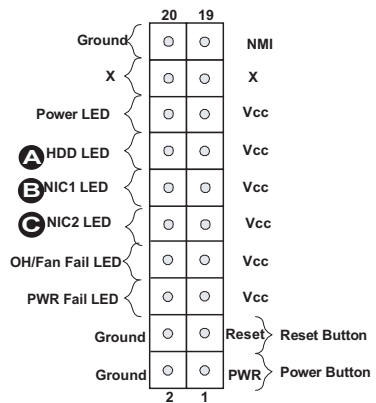 20 19
Ground NMI
X X
Power LED Vcc
A HDD LED Vcc
B NIC1 LED Vcc
C NIC2 LED Vcc
OH/Fan Fail LED Vcc
PWR Fail LED Vcc
Ground Reset Reset Button
Ground PWR Power Button
2 1